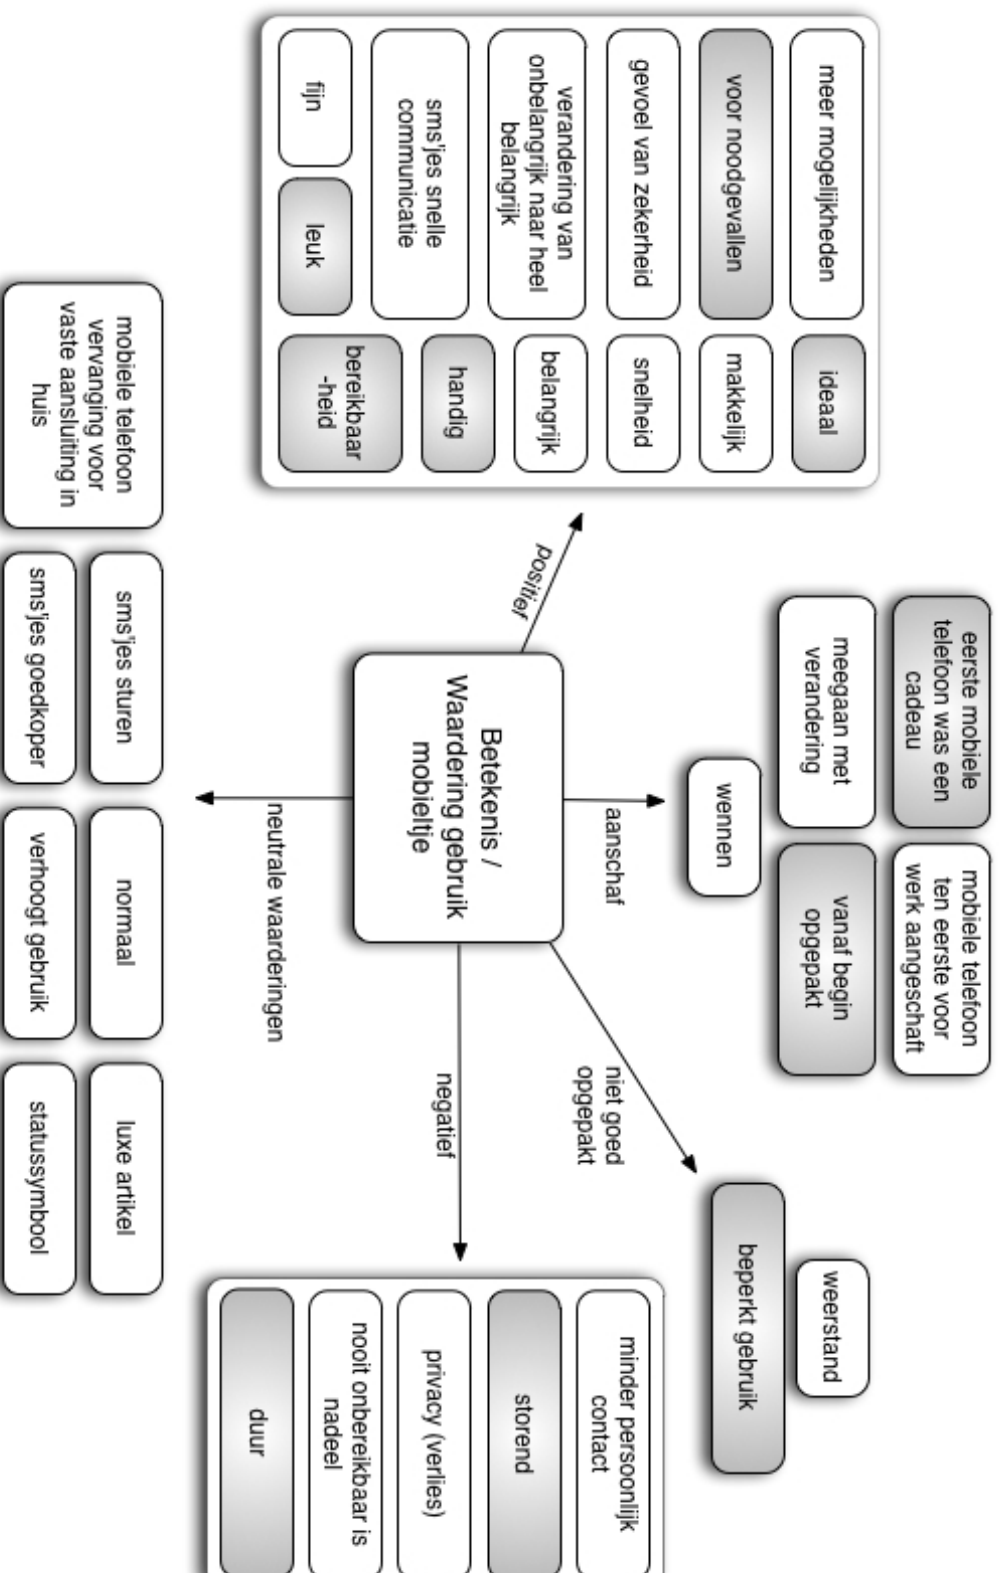 meer mogelijkheden
ideaal
voor noodgevallen
makkelijk
gevoel van zekerheid
snelheid
verandering van
onbelangrijk naar heel
belangrijk
belangrijk
sms'jes snelle
communicatie
handig
fijn
leuk
bereikbaar
-heid
positief
eerste mobiele
telefoon was een
cadeau
mobiele telefoon
ten eerste voor
werk aangeschaft
meegaan met
verandering
vanaf begin
opgepakt
wennen
aanschaf
Betekenis /
Waardering gebruik
mobieltje
niet goed
opgepakt
weerstand
beperkt gebruik
negatief
minder persoonlijk
contact
storend
privacy (verlies)
nooit onbereikbaar is
nadeel
duur
neutrale waarderingen
mobiele telefoon
vervanging voor
vaste aansluiting in
huis
sms'jes sturen
normaal
luxe artikel
sms'jes goedkoper
verhoogt gebruik
statussymbool